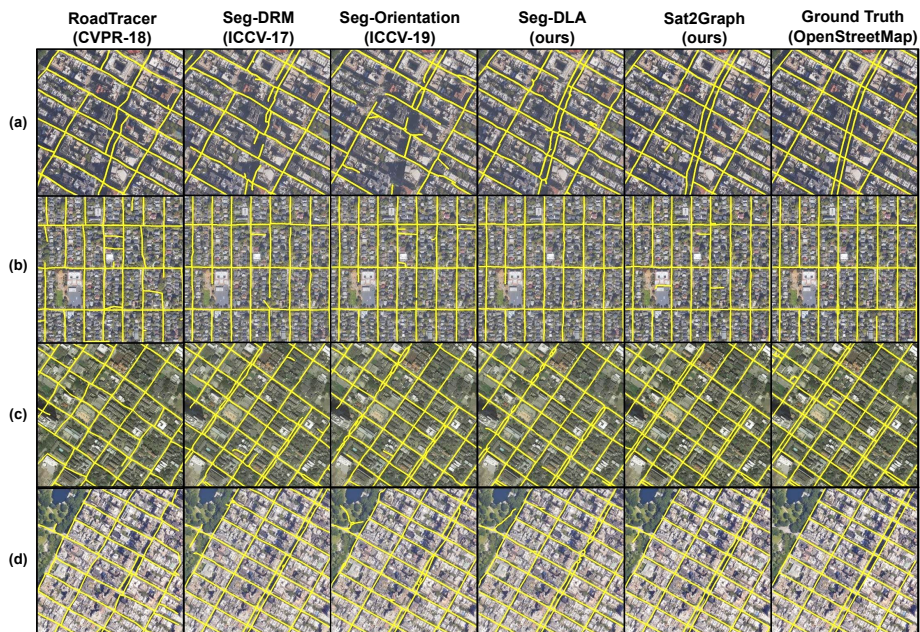 RoadTracer Seg-DRM Seg-Orientation Seg-DLA Sat2Graph Ground Truth
(CVPR-18) (ICCV-17) (ICCV-19) (ours) (ours) (OpenStreetMap)
(a)
(b)
(c)
(d)